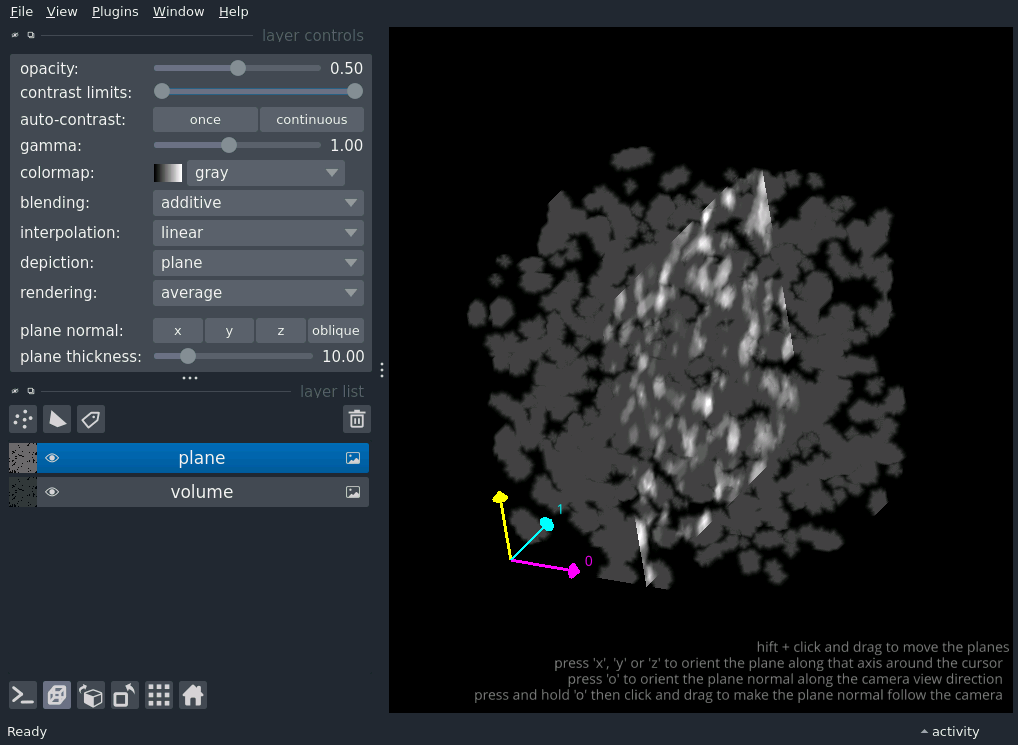 File View Plugins Window Help
layer controls
opacity: 0.50
contrast limits:
auto-contrast: once continuous
gamma: 1.00
colormap: gray
blending: additive
interpolation: linear
depiction: plane
rendering: average
plane normal: x y z oblique
plane thickness: 10.00
layer list
plane
volume
1
0
hift + click and drag to move the planes
press 'x', 'y' or 'z' to orient the plane along that axis around the cursor
press 'o' to orient the plane normal along the camera view direction
press and hold 'o' then click and drag to make the plane normal follow the camera
Ready activity